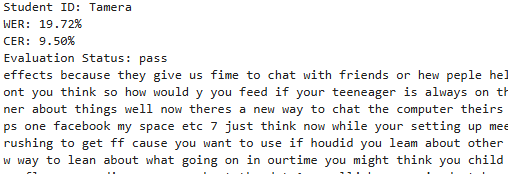 Student ID: Tamera
WER: 19.72%
CER: 9.50%
Evaluation Status: pass
effects because they give us fime to chat with friends or hew peple hel
ont you think so how would y you feed if your teeneager is always on th
ner about things well now theres a new way to chat the computer theirs
ps one facebook my space etc 7 just think now while your setting up mee
rushing to get ff cause you want to use if houdid you leam about other
w way to lean about what going on in ourtime you might think you child